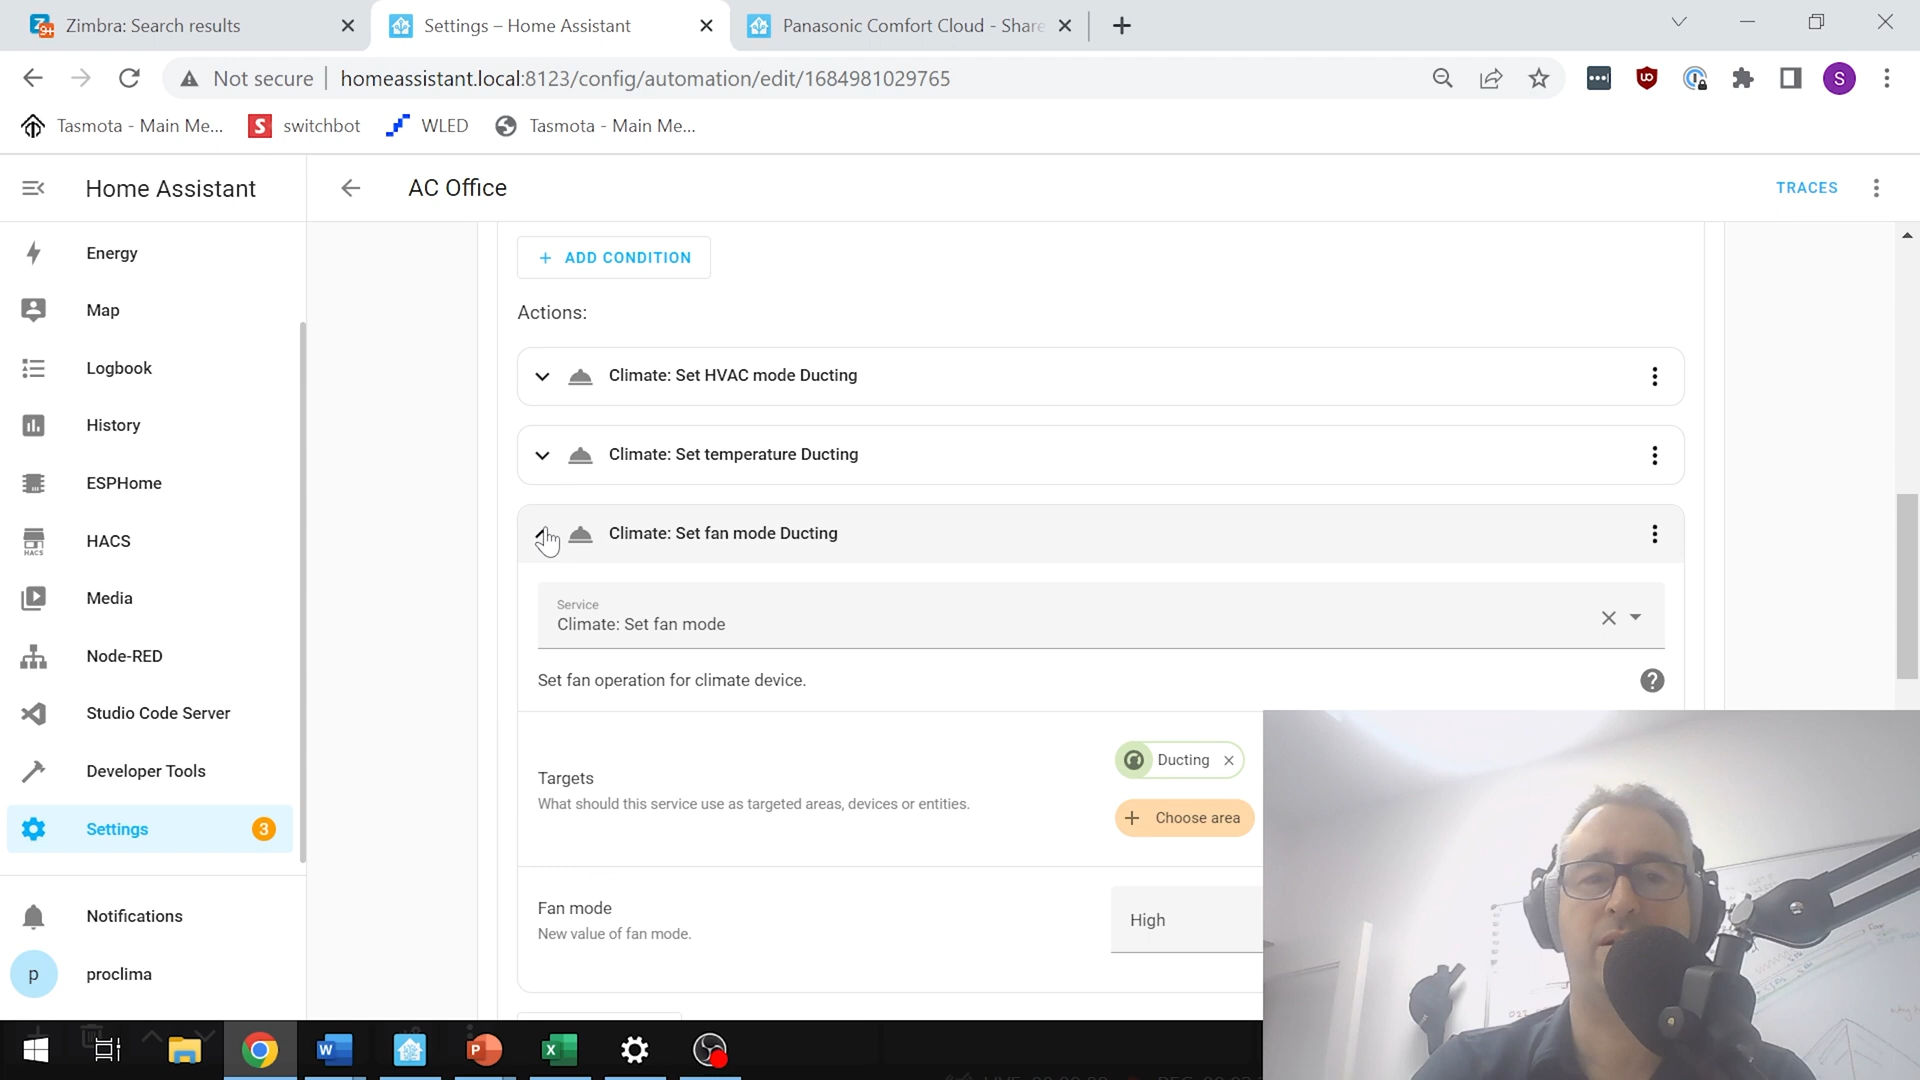 Zimbra: Search results
Settings – Home Assistant
Panasonic Comfort Cloud - Share
Not secure
homeassistant.local:8123/config/automation/edit/1684981029765
S
Tasmota - Main Me...
switchbot
WLED
Tasmota - Main Me...
Home Assistant
AC Office
TRACES
Energy
Map
Logbook
History
ESPHome
HACS
HACS
Media
Node-RED
Studio Code Server
Developer Tools
Settings
3
Notifications
p
proclima
+ ADD CONDITION
Actions:
Climate: Set HVAC mode Ducting
Climate: Set temperature Ducting
Climate: Set fan mode Ducting
Service
Climate: Set fan mode
Set fan operation for climate device.
Targets
What should this service use as targeted areas, devices or entities.
Ducting
+ Choose area
Fan mode
New value of fan mode.
High